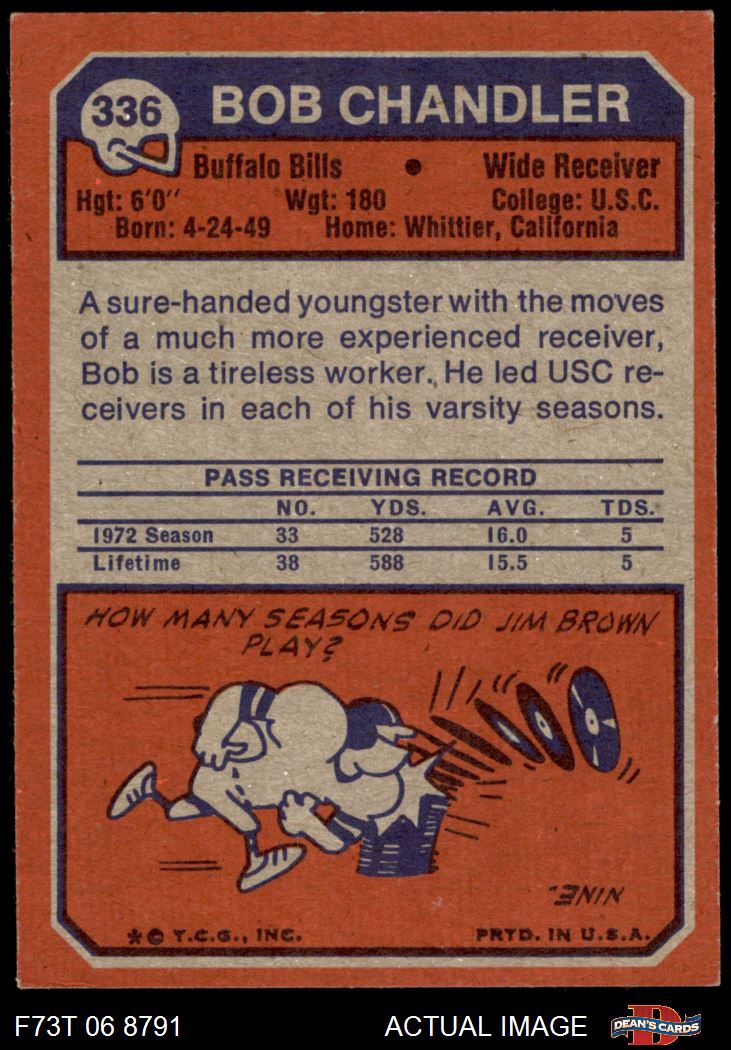 336
BOB CHANDLER
Buffalo Bills • Wide Receiver
Hgt: 6'0'' Wgt: 180 College: U.S.C.
Born: 4-24-49 Home: Whittier, California
A sure-handed youngster with the moves
of a much more experienced receiver,
Bob is a tireless worker. He led USC re-
ceivers in each of his varsity seasons.
PASS RECEIVING RECORD
NO. YDS. AVG. TDS.
1972 Season 33 528 16.0 5
Lifetime 38 588 15.5 5
HOW MANY SEASONS DID JIM BROWN
PLAY?
NINE.
*© T.C.G., INC. PRTD. IN U.S.A.
F73T 06 8791 ACTUAL IMAGE
DEAN'S CARDS